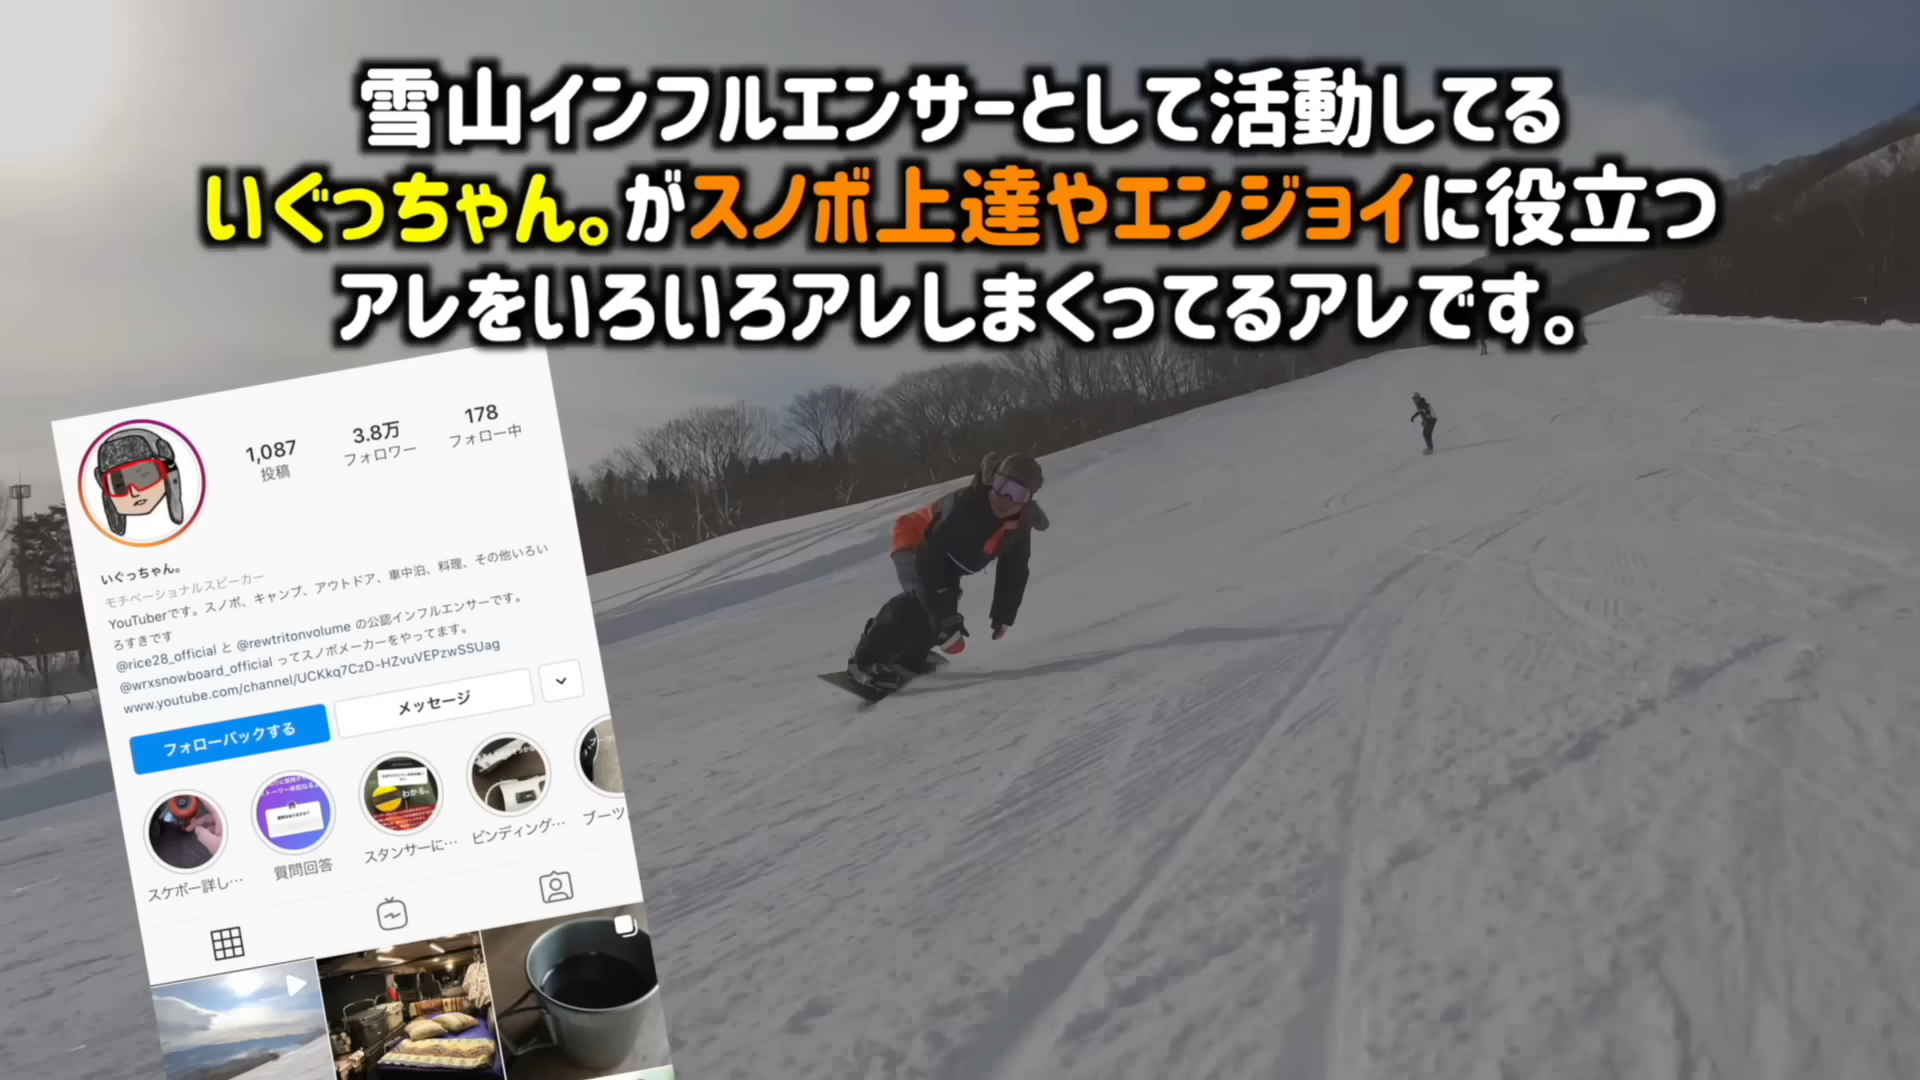 雪山インフルエンサーとして活動してる
いぐっちゃん。がスノボ上達やエンジョイに役立つ
アレをいろいろアレしまくってるアレです。
1,087
投稿
3.8万
フォロワー
178
フォロー中
いぐっちゃん。
モチベーショナルスピーカー
YouTuberです。スノボ、キャンプ、アウトドア、車中泊、料理、その他いろい
ろすきです
@rice28_official と @rewtritonvolume の公認インフルエンサーです。
@wrxsnowboard_official ってスノボメーカーをやってます。
www.youtube.com/channel/UCKkq7CzD-HZvuVEPzwSSUag
フォローバックする
メッセージ
わかる。
スケボー詳し…
質問回答
スタンサーに…
ビンディング…
ブーツ